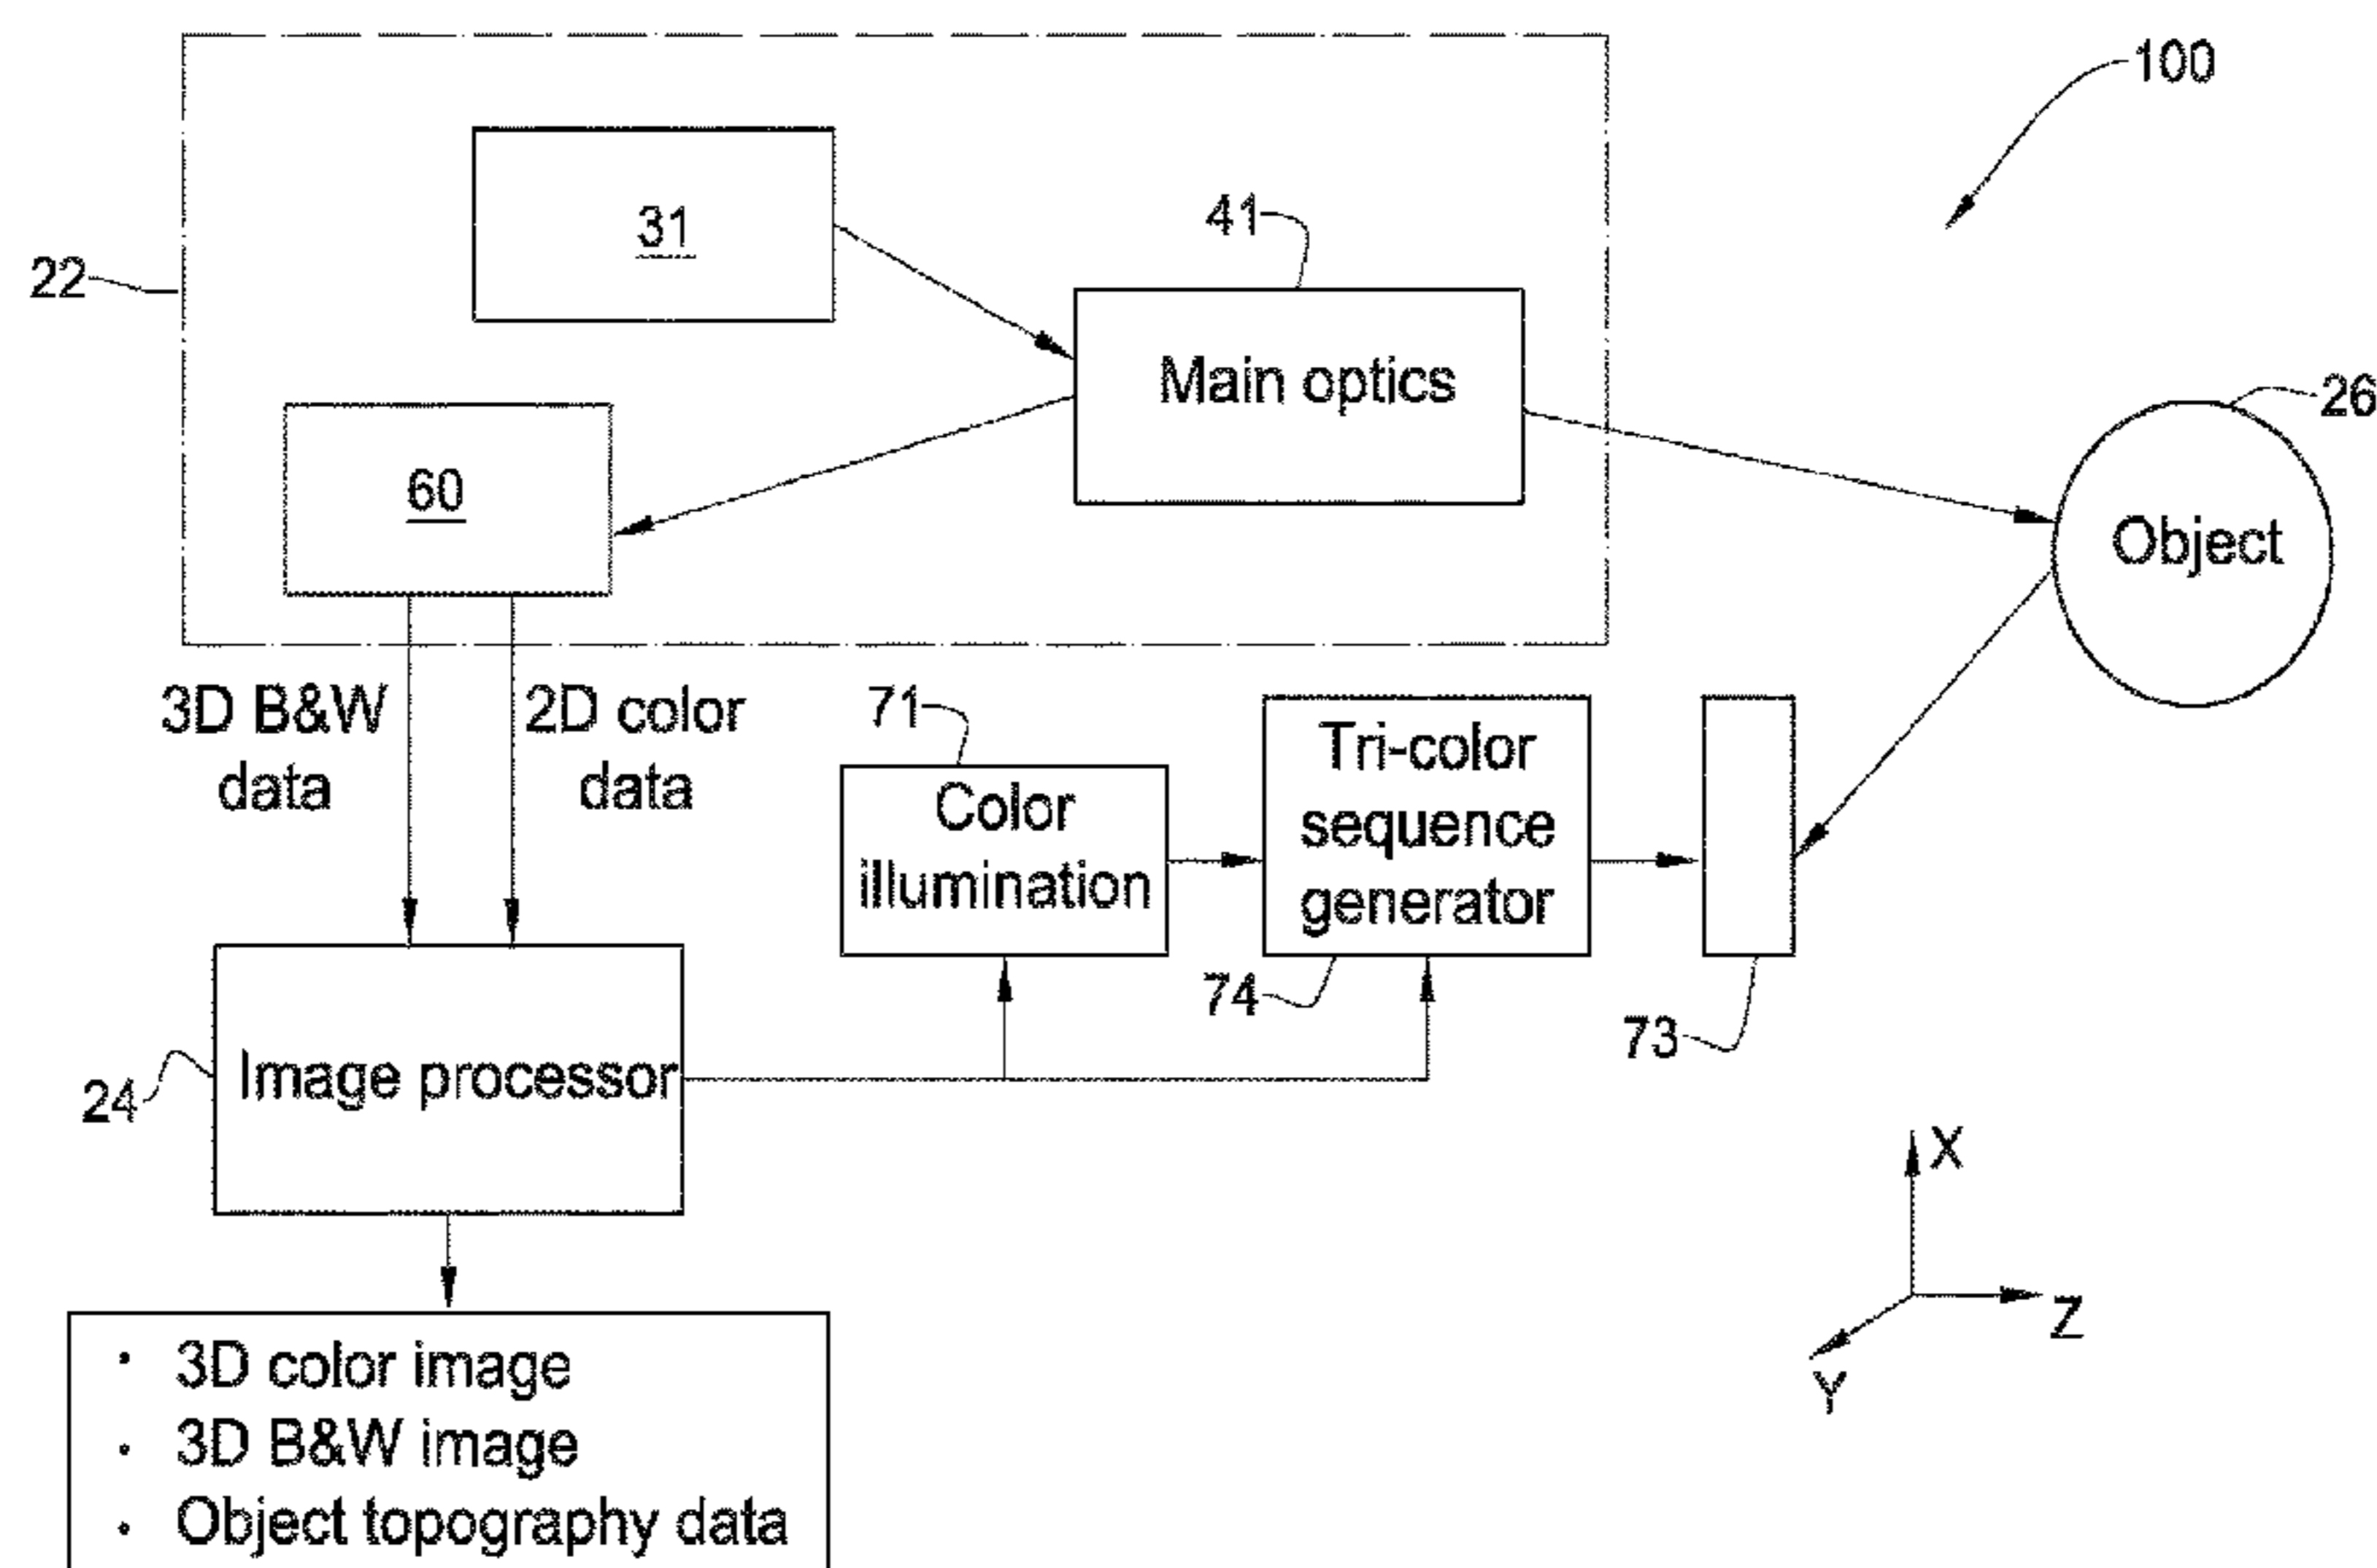 100
31
41
22
Main optics
26
60
Object
3D B&W
data
2D color
data
71
Color
illumination
Tri-color
sequence
generator
74
73
24
Image processor
X
Z
Y
• 3D color image
• 3D B&W image
• Object topography data